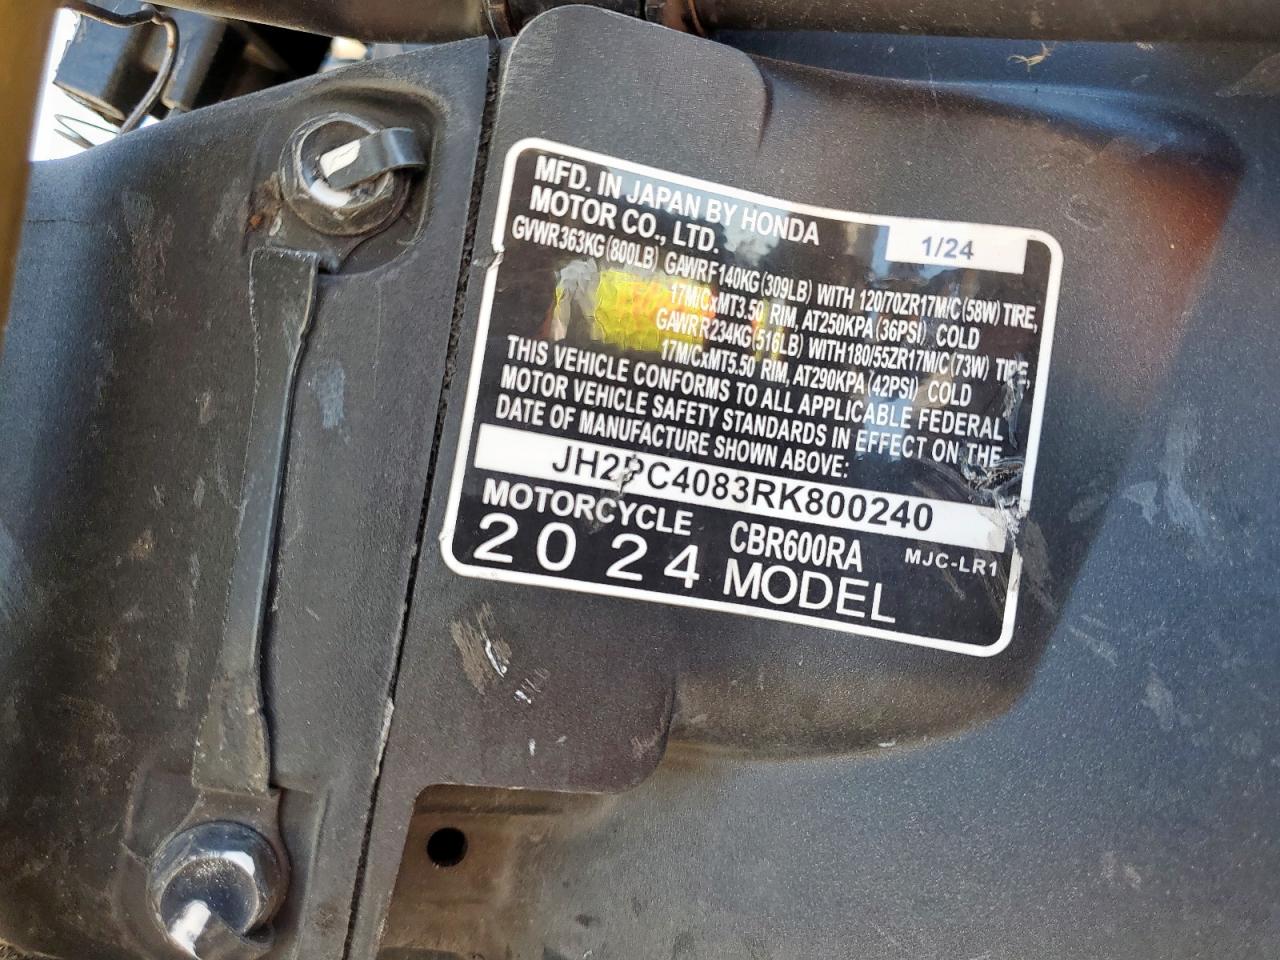 MFD. IN JAPAN BY HONDA
MOTOR CO., LTD.
1/24
GVWR363KG(800LB) GAWRF140KG(309LB) WITH 120/70ZR17M/C(58W) TIRE,
17M/CxMT3.50 RIM, AT250KPA(36PSI) COLD
GAWRR234KG(516LB) WITH180/55ZR17M/C(73W) TIRE,
17M/CxMT5.50 RIM, AT290KPA(42PSI) COLD
THIS VEHICLE CONFORMS TO ALL APPLICABLE FEDERAL
MOTOR VEHICLE SAFETY STANDARDS IN EFFECT ON THE
DATE OF MANUFACTURE SHOWN ABOVE:
JH2PC4083RK800240
MOTORCYCLE CBR600RA MJC-LR1
2024 MODEL